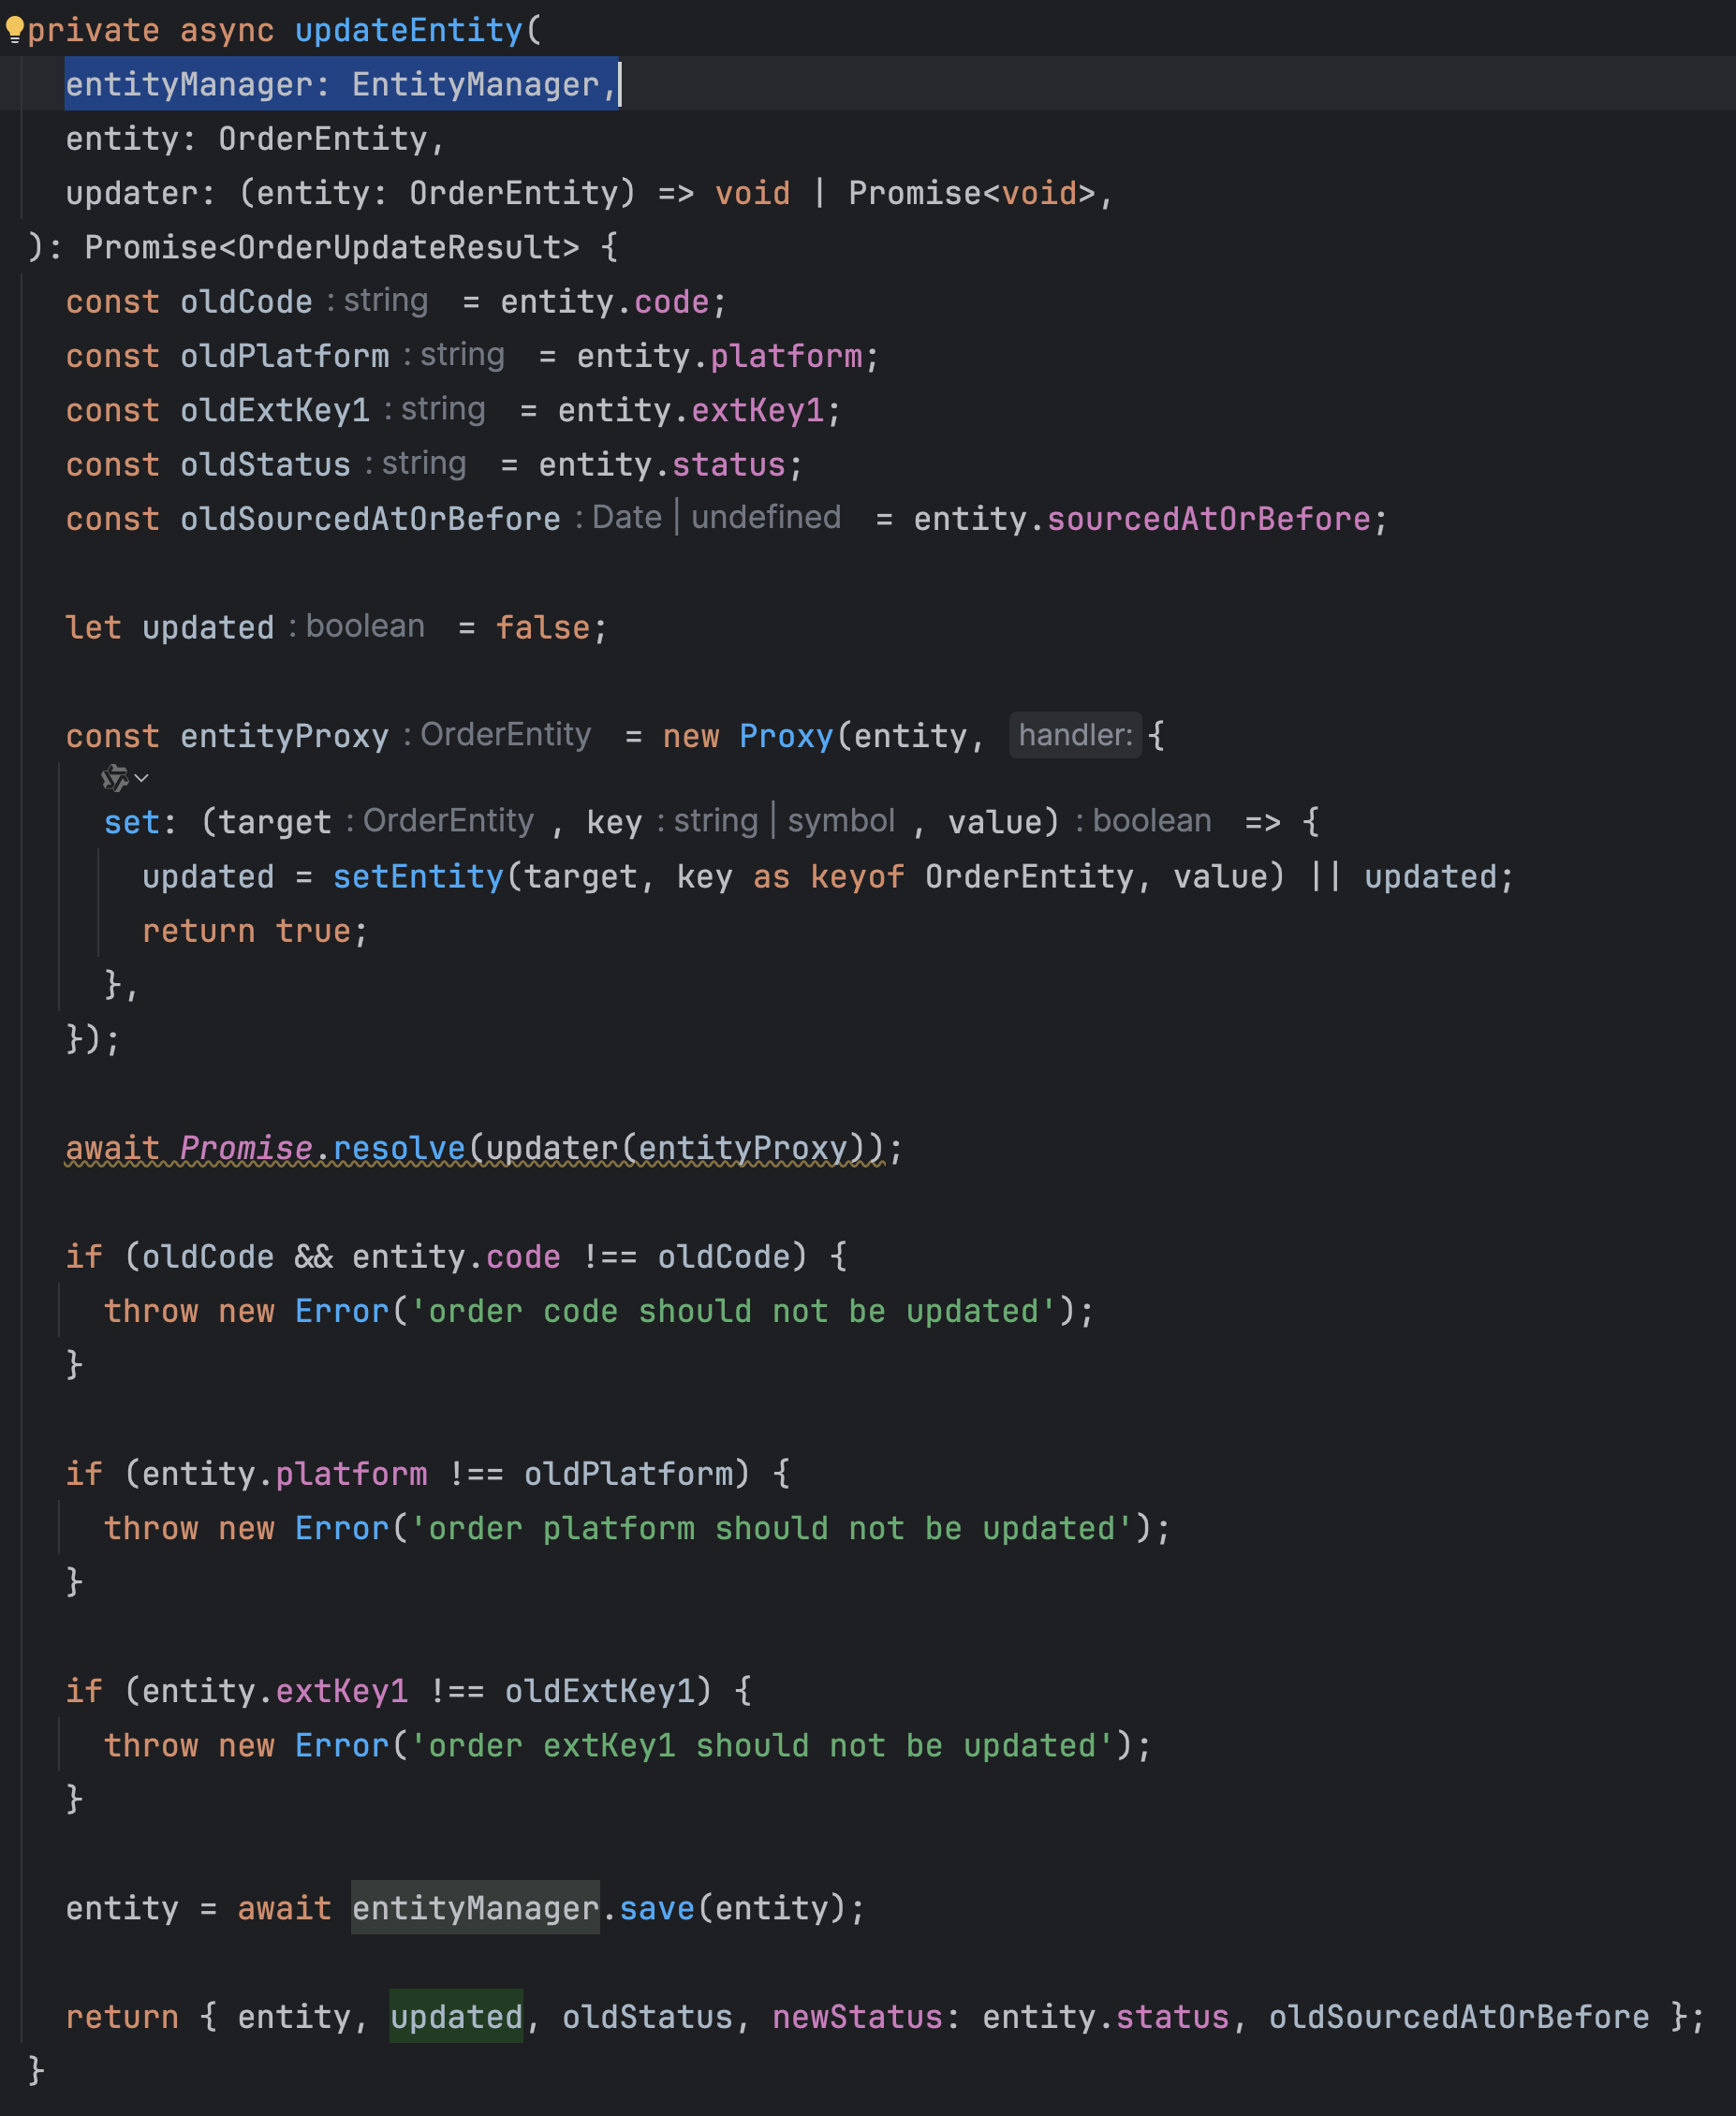 private async updateEntity(
entityManager: EntityManager,
entity: OrderEntity,
updater: (entity: OrderEntity) => void | Promise<void>,
): Promise<OrderUpdateResult> {
const oldCode : string = entity.code;
const oldPlatform : string = entity.platform;
const oldExtKey1 : string = entity.extKey1;
const oldStatus : string = entity.status;
const oldSourcedAtOrBefore : Date | undefined = entity.sourcedAtOrBefore;
let updated : boolean = false;
const entityProxy : OrderEntity = new Proxy(entity, handler: {
set: (target : OrderEntity , key : string | symbol , value) : boolean => {
updated = setEntity(target, key as keyof OrderEntity, value) || updated;
return true;
},
});
await Promise.resolve(updater(entityProxy));
if (oldCode && entity.code !== oldCode) {
throw new Error('order code should not be updated');
}
if (entity.platform !== oldPlatform) {
throw new Error('order platform should not be updated');
}
if (entity.extKey1 !== oldExtKey1) {
throw new Error('order extKey1 should not be updated');
}
entity = await entityManager.save(entity);
return { entity, updated, oldStatus, newStatus: entity.status, oldSourcedAtOrBefore };
}